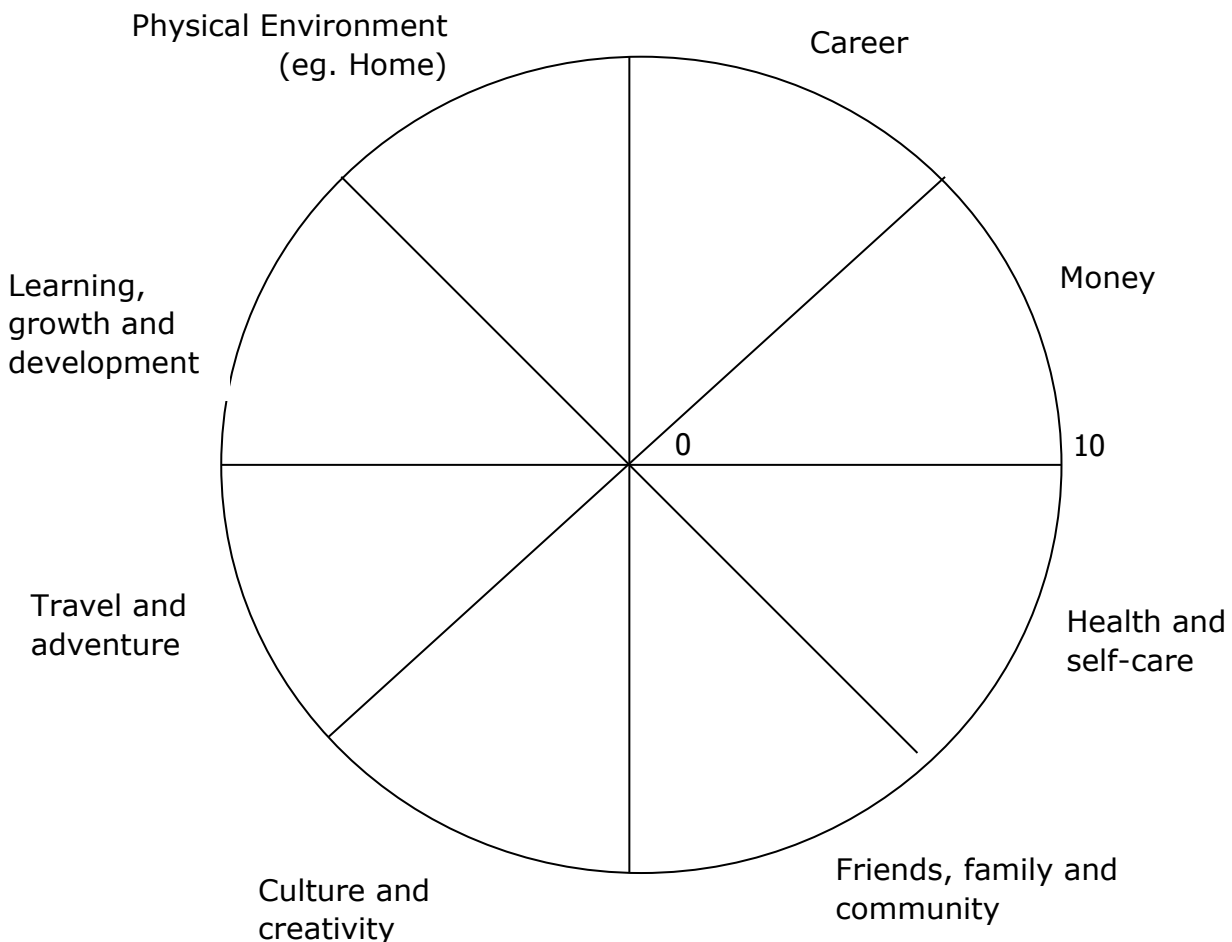 Physical Environment
(eg. Home)
Career
Learning,
growth and
development
Money
0
10
Travel and
adventure
Health and
self-care
Culture and
creativity
Friends, family and
community